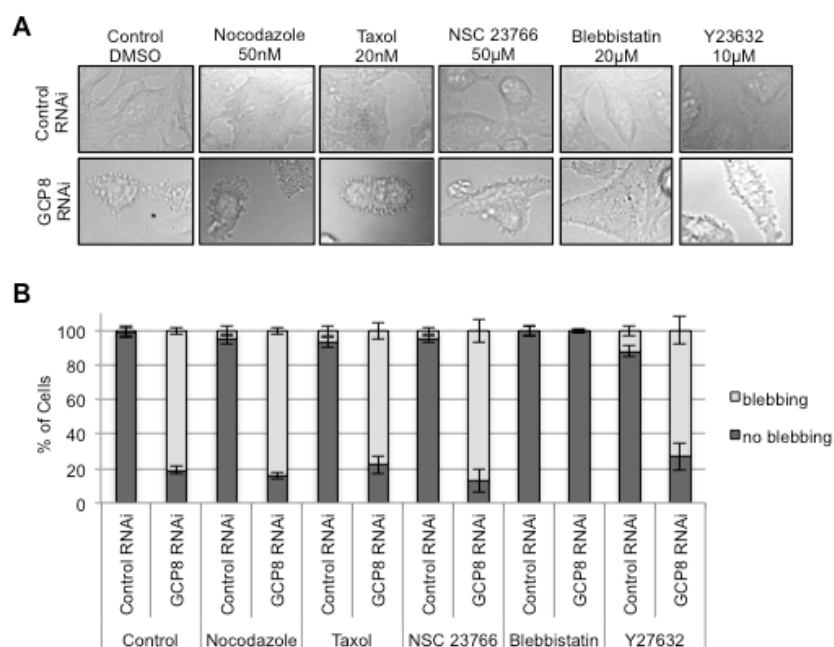 A
Control
DMSO
Nocodazole
50nM
Taxol
20nM
NSC 23766
50µM
Blebbistatin
20µM
Y23632
10µM
Control
RNAi
GCP8
RNAi
B
% of Cells
100
80
60
40
20
0
blebbing
no blebbing
Control RNAi
GCP8 RNAi
Control RNAi
GCP8 RNAi
Control RNAi
GCP8 RNAi
Control RNAi
GCP8 RNAi
Control RNAi
GCP8 RNAi
Control RNAi
GCP8 RNAi
Control
Nocodazole
Taxol
NSC 23766
Blebbistatin
Y27632